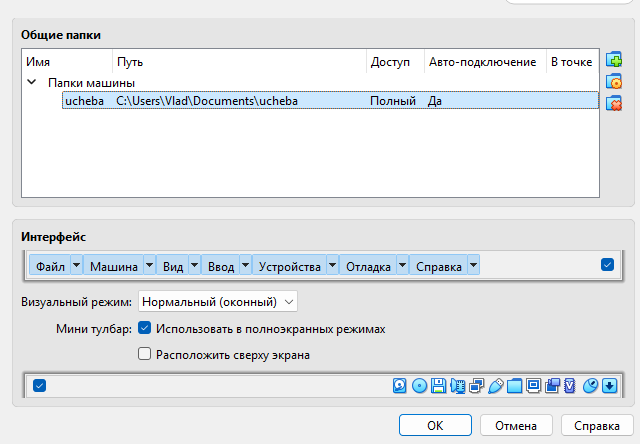 Общие папки
Имя Путь Доступ Авто-подключение В точке
Папки машины
ucheba C:\Users\Vlad\Documents\ucheba Полный Да
Интерфейс
Файл Машина Вид Ввод Устройства Отладка Справка
Визуальный режим: Нормальный (оконный)
Мини тулбар: Использовать в полноэкранных режимах
Расположить сверху экрана
OK Отмена Справка